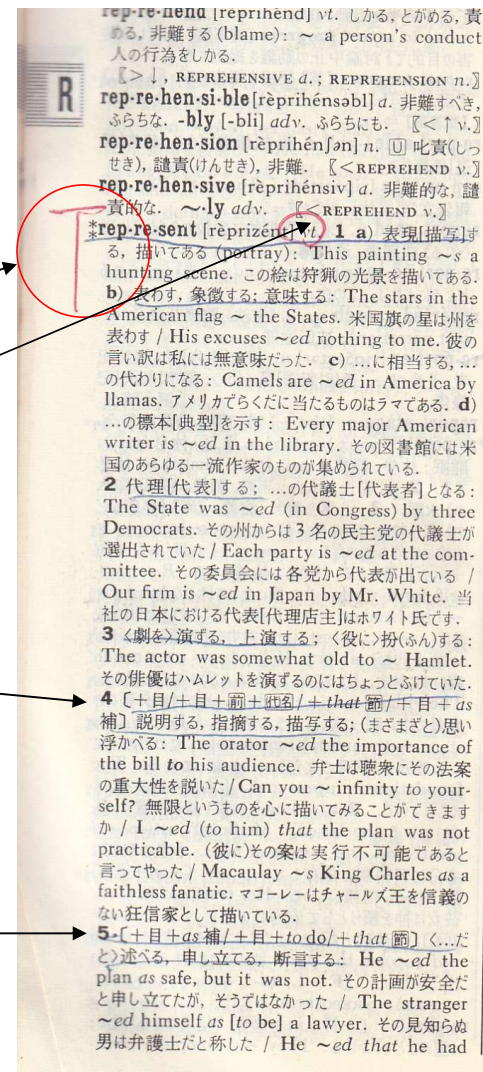 rep·re·hend [rèprihénd] vt. しかる, とがめる, 責
める, 非難する (blame): ~ a person's conduct
人の行為をしかる.
〖>↓, REPREHENSIVE a.; REPREHENSION n.〗
R
rep·re·hen·si·ble [rèprihénsəbl] a. 非難すべき,
ふらちな. -bly [-bli] adv. ふらちにも. 〖<↑v.〗
rep·re·hen·sion [rèprihénʃən] n. Ⓤ 叱責(しっ
せき), 譴責(けんせき), 非難. 〖<REPREHEND v.〗
rep·re·hen·sive [rèprihénsiv] a. 非難的な, 譴
責的な. ~·ly adv. 〖<REPREHEND v.〗
T
**rep·re·sent [rèprizént] vt. 1 a) 表現[描写]す
る, 描いてある (portray): This painting ~s a
hunting scene. この絵は狩猟の光景を描いてある.
b) 表わす, 象徴する; 意味する: The stars in the
American flag ~ the States. 米国旗の星は州を
表わす / His excuses ~ed nothing to me. 彼の
言い訳は私には無意味だった. c) …に相当する, …
の代わりになる: Camels are ~ed in America by
llamas. アメリカでらくだに当たるものはラマである. d)
…の標本[典型]を示す: Every major American
writer is ~ed in the library. その図書館には米
国のあらゆる一流作家のものが集められている.
2 代理[代表]する; …の代議士[代表者]となる:
The State was ~ed (in Congress) by three
Democrats. その州からは3名の民主党の代議士が
選出されていた / Each party is ~ed at the com-
mittee. その委員会には各党から代表が出ている /
Our firm is ~ed in Japan by Mr. White. 当
社の日本における代表[代理店主]はホワイト氏です.
3 〈劇を〉演ずる, 上演する; 〈役に〉扮(ふん)する:
The actor was somewhat old to ~ Hamlet.
その俳優はハムレットを演ずるのにはちょっとふけていた.
4 〔+目/+目+前+代名/+that 節/+目+as
補〕説明する, 指摘する, 描写する; (まざまざと)思い
浮かべる: The orator ~ed the importance of
the bill to his audience. 弁士は聴衆にその法案
の重大性を説いた / Can you ~ infinity to your-
self? 無限というものを心に描いてみることができます
か / I ~ed (to him) that the plan was not
practicable. (彼に)その案は実行不可能であると
言ってやった / Macaulay ~s King Charles as a
faithless fanatic. マコーレーはチャールズ王を信義の
ない狂信家として描いている.
5 〔+目+as 補/+目+to do/+that 節〕〈…だ
と〉述べる, 申し立てる, 断言する: He ~ed the
plan as safe, but it was not. その計画が安全だ
と申し立てたが, そうではなかった / The stranger
~ed himself as [to be] a lawyer. その見知らぬ
男は弁護士だと称した / He ~ed that he had